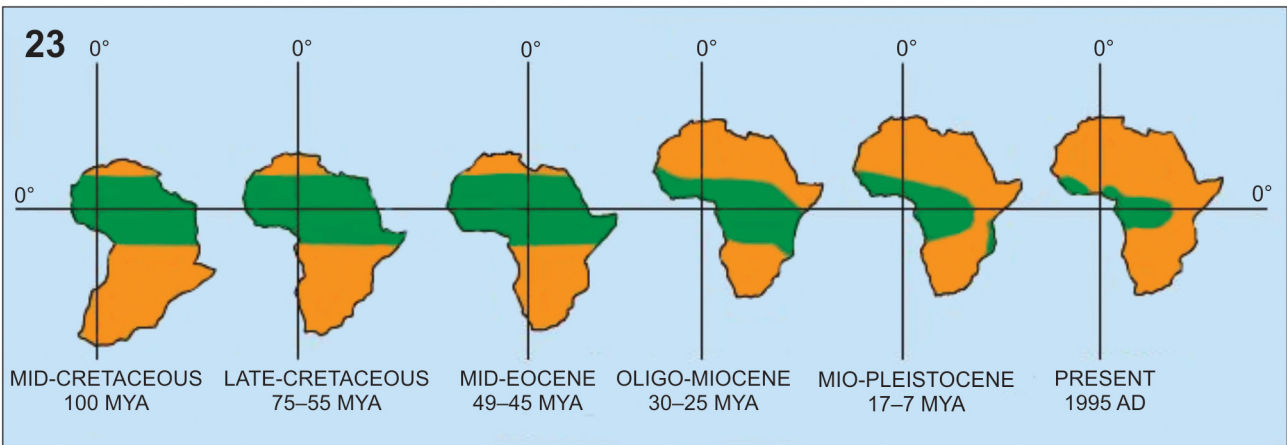 23
0° 0° 0° 0° 0° 0°
0° 0°
MID-CRETACEOUS LATE-CRETACEOUS MID-EOCENE OLIGO-MIOCENE MIO-PLEISTOCENE PRESENT
100 MYA 75–55 MYA 49–45 MYA 30–25 MYA 17–7 MYA 1995 AD